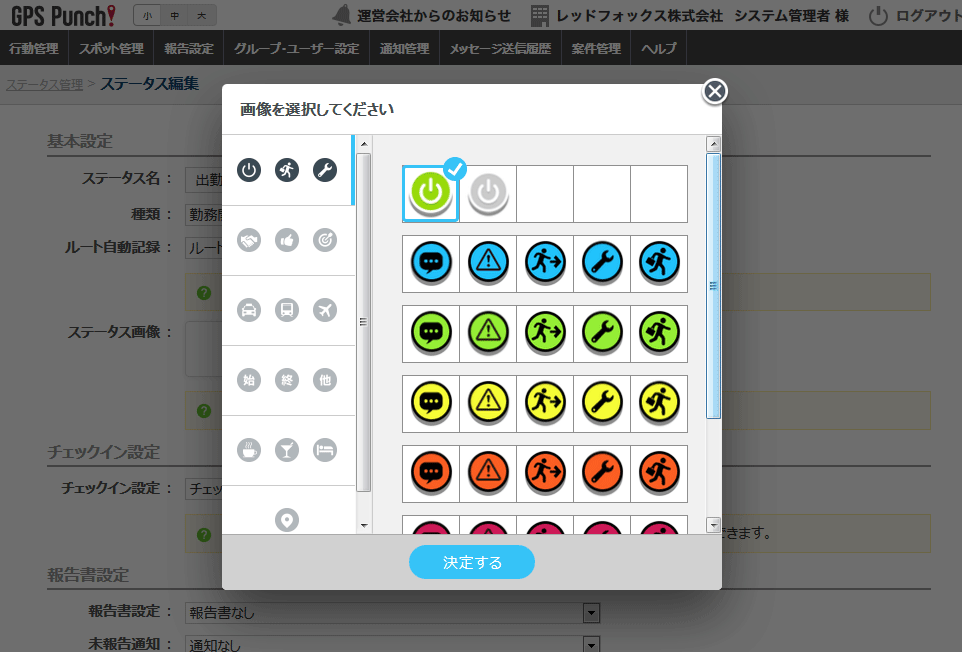 GPS Punch!
小 中 大
運営会社からのお知らせ
レッドフォックス株式会社 システム管理者 様
ログアウト
行動管理 スポット管理 報告設定 グループ・ユーザー設定 通知管理 メッセージ送信履歴 案件管理 ヘルプ
ステータス管理 > ステータス編集
画像を選択してください
基本設定
ステータス名 : 出勤
種類 : 勤務
ルート自動記録 : ルート
?
ステータス画像 :
始 終 他
?
チェックイン設定
チェックイン設定 : チェッ
? きます。
決定する
報告書設定
報告書設定 : 報告書なし
未報告通知 : 通知なし